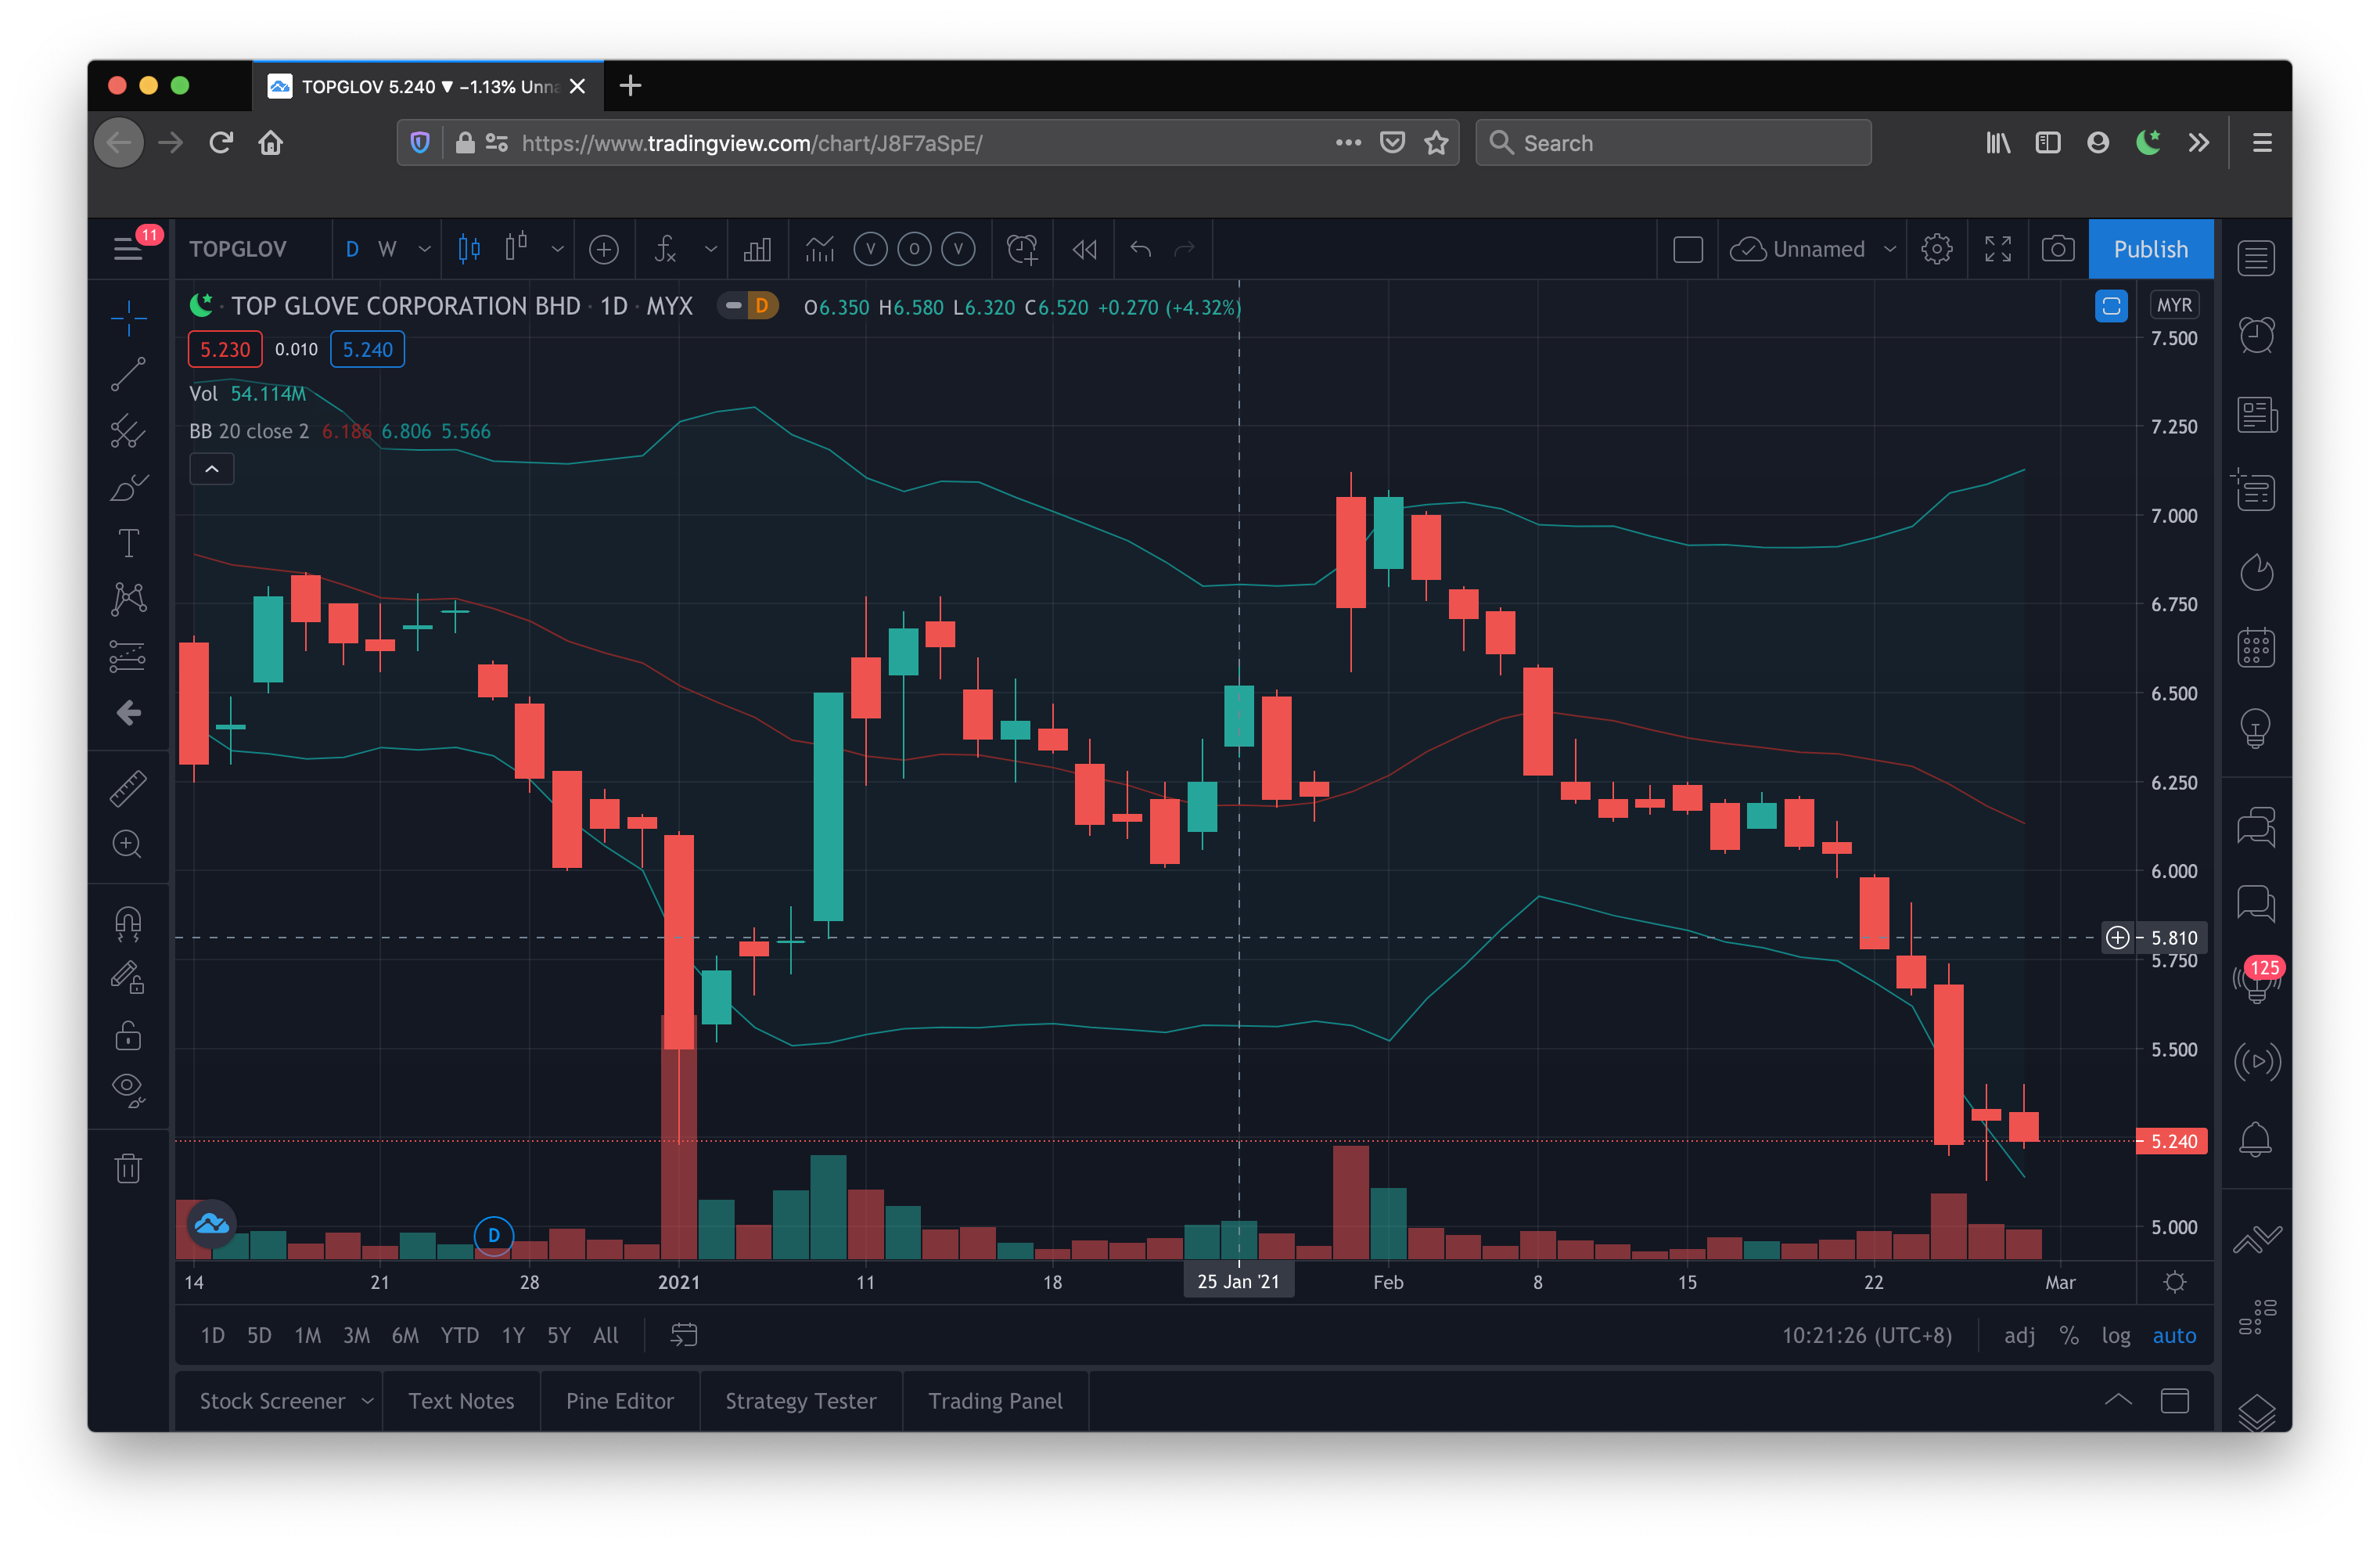 TOPGLOV 5.240 ▼ −1.13% Unna
https://www.tradingview.com/chart/J8F7aSpE/
Search
11
TOPGLOV
D W
V O V
Unnamed
Publish
· TOP GLOVE CORPORATION BHD · 1D · MYX
D
O6.350 H6.580 L6.320 C6.520 +0.270 (+4.32%)
MYR
5.230 0.010 5.240
Vol 54.114M
BB 20 close 2 6.186 6.806 5.566
T
7.500
7.250
7.000
6.750
6.500
6.250
6.000
5.810
5.750
5.500
5.240
5.000
125
D
14 21 28 2021 11 18 25 Jan '21 Feb 8 15 22 Mar
1D 5D 1M 3M 6M YTD 1Y 5Y All
10:21:26 (UTC+8)
adj % log auto
Stock Screener
Text Notes
Pine Editor
Strategy Tester
Trading Panel